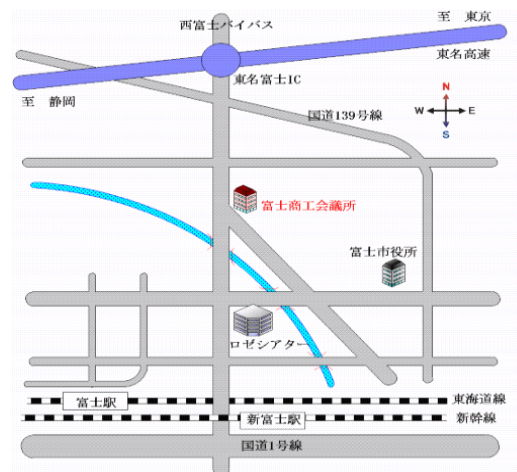 至 東京
西富士バイパス
東名高速
東名富士IC
至 静岡
国道139号線
N
W E
S
富士商工会議所
富士市役所
ロゼシアター
東海道線
富士駅
新富士駅
新幹線
国道1号線